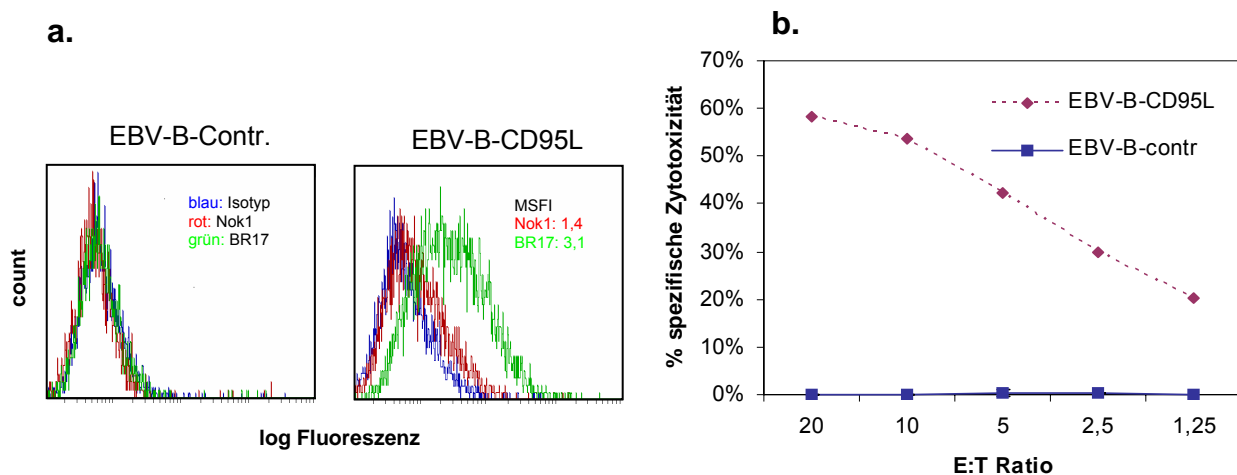 a.
EBV-B-Contr.
EBV-B-CD95L
blau: Isotyp
rot: Nok1
grün: BR17
MSFI
Nok1: 1,4
BR17: 3,1
count
log Fluoreszenz
b.
70%
60%
50%
40%
30%
20%
10%
0%
% spezifische Zytotoxizität
EBV-B-CD95L
EBV-B-contr
20
10
5
2,5
1,25
E:T Ratio